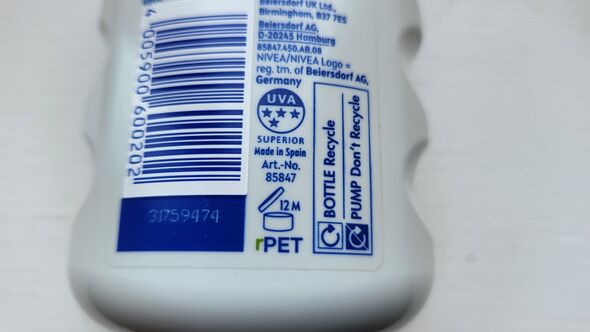 Beiersdorf UK Ltd.,
Birmingham, B37 7ES
Beiersdorf AG,
D-20245 Hamburg
85847.450.AB.08
NIVEA/NIVEA Logo =
reg. tm. of Beiersdorf AG,
Germany
UVA
SUPERIOR
Made in Spain
Art.-No.
85847
12 M
rPET
BOTTLE Recycle
PUMP Don't Recycle
4 005900 600202
31759474